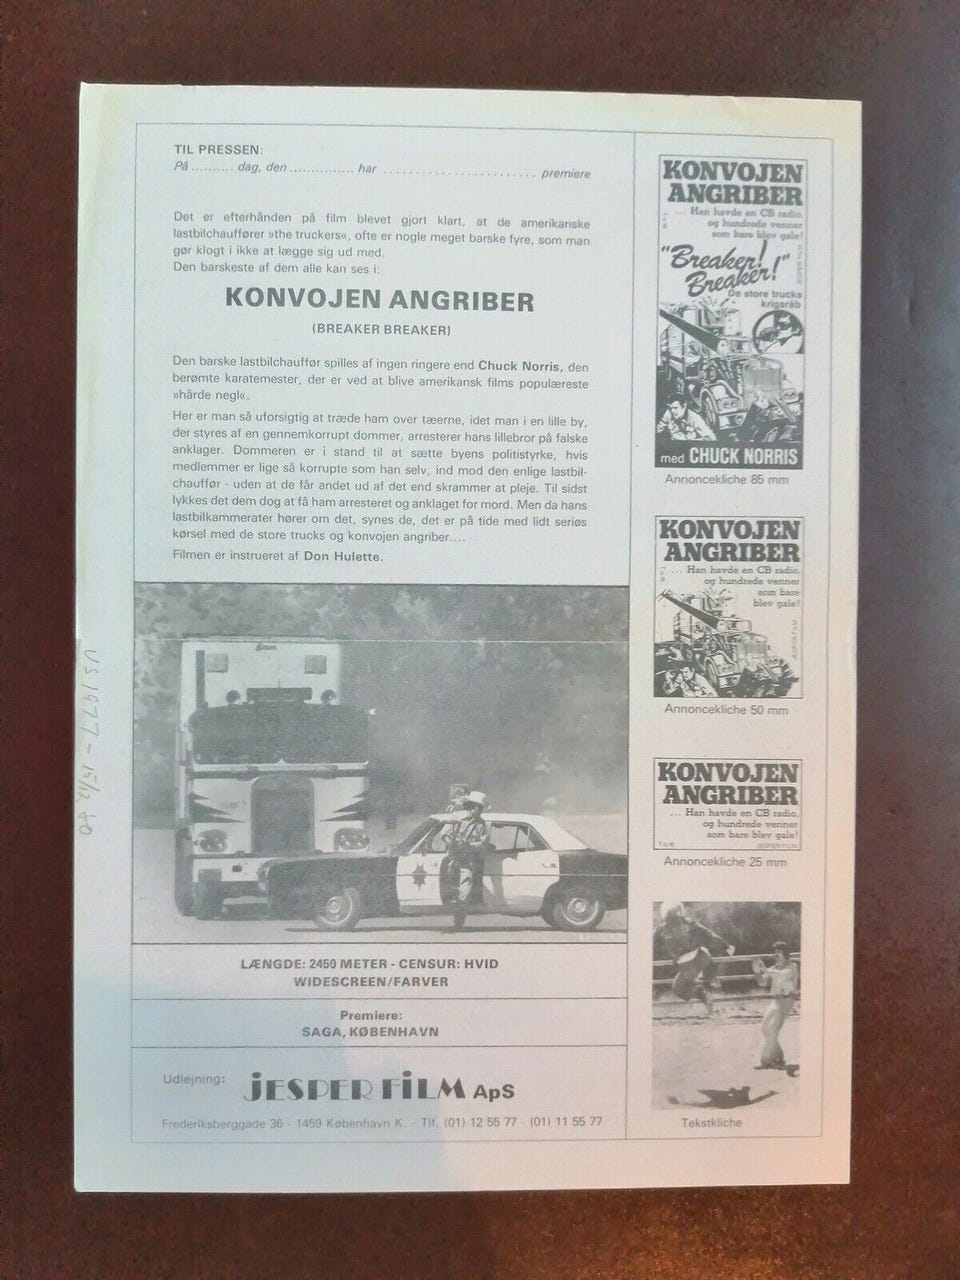 TIL PRESSEN:
På .......... dag, den ............... har .......................... premiere
Det er efterhånden på film blevet gjort klart, at de amerikanske
lastbilchauffører »the truckers«, ofte er nogle meget barske fyre, som man
gør klogt i ikke at lægge sig ud med.
Den barskeste af dem alle kan ses i:
KONVOJEN ANGRIBER
(BREAKER BREAKER)
Den barske lastbilchauffør spilles af ingen ringere end Chuck Norris, den
berømte karatemester, der er ved at blive amerikansk films populæreste
»hårde negl«.
Her er man så uforsigtig at træde ham over tæerne, idet man i en lille by,
der styres af en gennemkorrupt dommer, arresterer hans lillebror på falske
anklager. Dommeren er i stand til at sætte byens politistyrke, hvis
medlemmer er lige så korrupte som han selv, ind mod den enlige lastbil-
chauffør - uden at de får andet ud af det end skrammer at pleje. Til sidst
lykkes det dem dog at få ham arresteret og anklaget for mord. Men da hans
lastbilkammerater hører om det, synes de, det er på tide med lidt seriøs
kørsel med de store trucks og konvojen angriber....
Filmen er instrueret af Don Hulette.
LÆNGDE: 2450 METER - CENSUR: HVID
WIDESCREEN/FARVER
Premiere:
SAGA, KØBENHAVN
Udlejning: JESPER FILM ApS
Frederiksberggade 36 - 1459 København K. - Tlf. (01) 12 55 77 - (01) 11 55 77
KONVOJEN
ANGRIBER
... Han havde en CB radio,
og hundrede venner
som bare blev gale!
"Breaker!
Breaker!"
De store trucks
krigsråb
med CHUCK NORRIS
Annoncekliche 85 mm
KONVOJEN
ANGRIBER
... Han havde en CB radio,
og hundrede venner
som bare
blev gale!
JESPER FILM
Annoncekliche 50 mm
KONVOJEN
ANGRIBER
... Han havde en CB radio,
og hundrede venner
som bare blev gale!
JESPER FILM
Annoncekliche 25 mm
Tekstkliche
US 1977 - 15/12 80